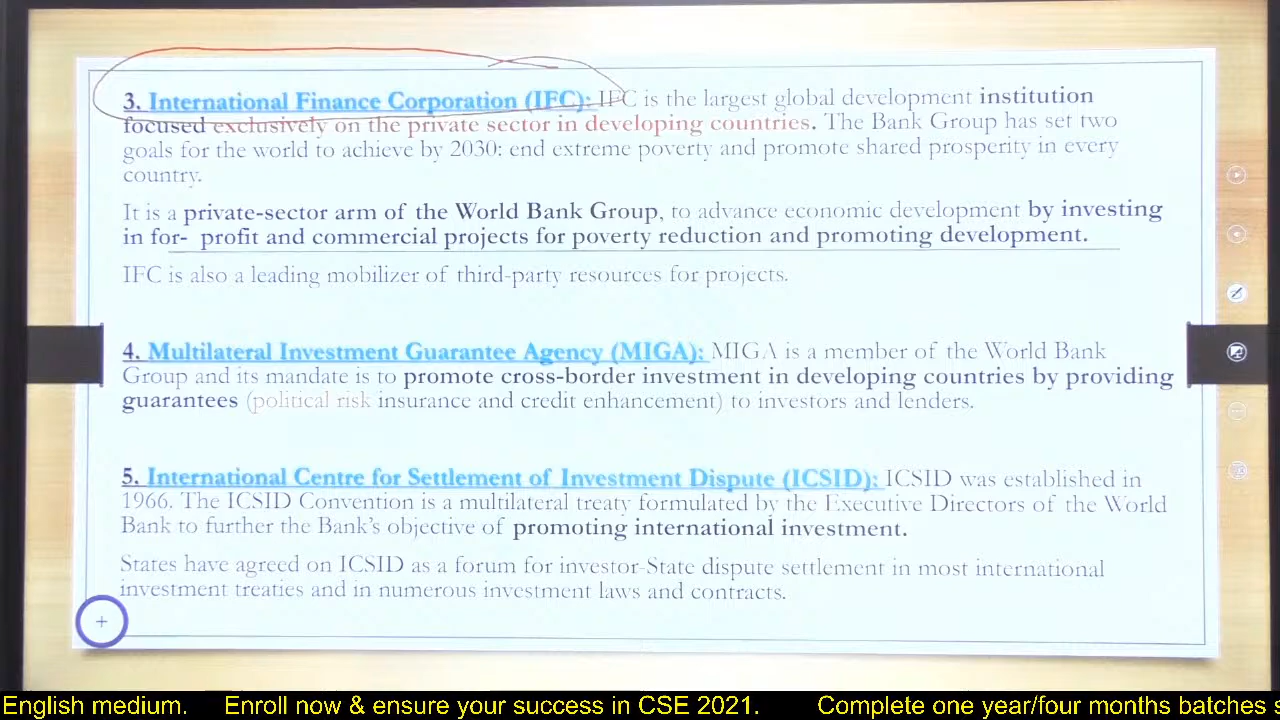 3. International Finance Corporation (IFC): IFC is the largest global development institution
focused exclusively on the private sector in developing countries. The Bank Group has set two
goals for the world to achieve by 2030: end extreme poverty and promote shared prosperity in every
country.
It is a private-sector arm of the World Bank Group, to advance economic development by investing
in for-  profit and commercial projects for poverty reduction and promoting development.
IFC is also a leading mobilizer of third-party resources for projects.
4. Multilateral Investment Guarantee Agency (MIGA): MIGA is a member of the World Bank
Group and its mandate is to promote cross-border investment in developing countries by providing
guarantees (political risk insurance and credit enhancement) to investors and lenders.
5. International Centre for Settlement of Investment Dispute (ICSID): ICSID was established in
1966. The ICSID Convention is a multilateral treaty formulated by the Executive Directors of the World
Bank to further the Bank's objective of promoting international investment.
States have agreed on ICSID as a forum for investor-State dispute settlement in most international
investment treaties and in numerous investment laws and contracts.
English medium. Enroll now & ensure your success in CSE 2021. Complete one year/four months batches s